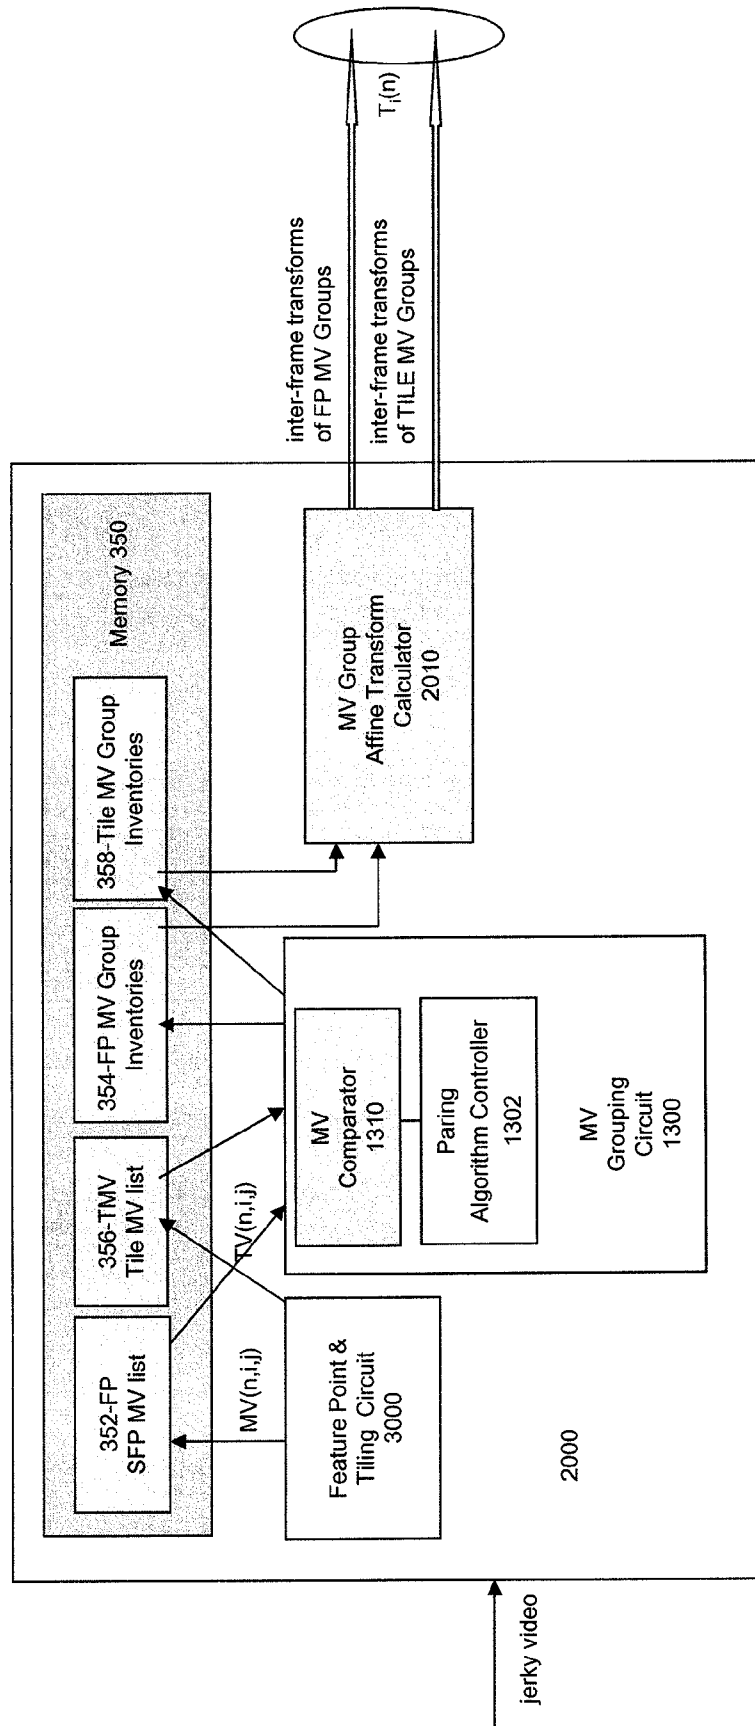 Memory 350
352-FP
SFP MV list
356-TMV
Tile MV list
354-FP MV Group
Inventories
358-Tile MV Group
Inventories
MV(n,i,j)
TV(n,i,j)
Feature Point &
Tiling Circuit
3000
MV
Comparator
1310
Paring
Algorithm Controller
1302
MV
Grouping
Circuit
1300
MV Group
Affine Transform
Calculator
2010
inter-frame transforms
of FP MV Groups
inter-frame transforms
of TILE MV Groups
Tᵢ(n)
2000
jerky video